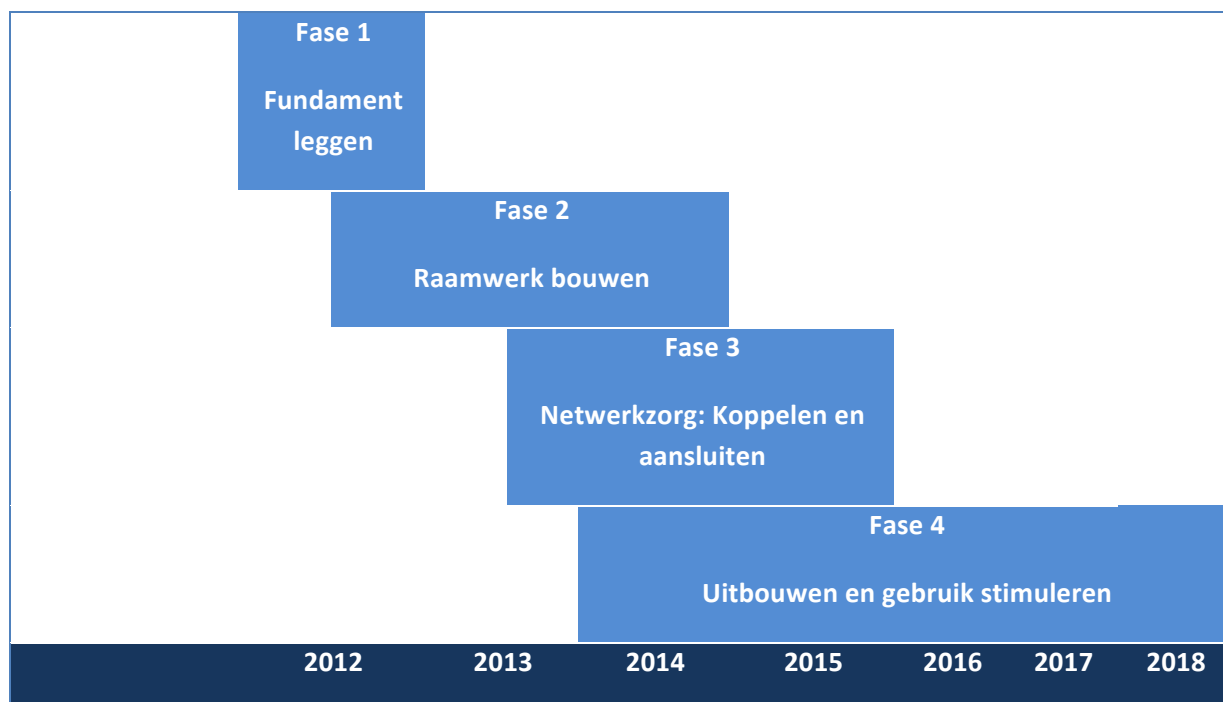 Fase 1
Fundament
leggen
Fase 2
Raamwerk bouwen
Fase 3
Netwerkzorg: Koppelen en
aansluiten
Fase 4
Uitbouwen en gebruik stimuleren
2012 2013 2014 2015 2016 2017 2018